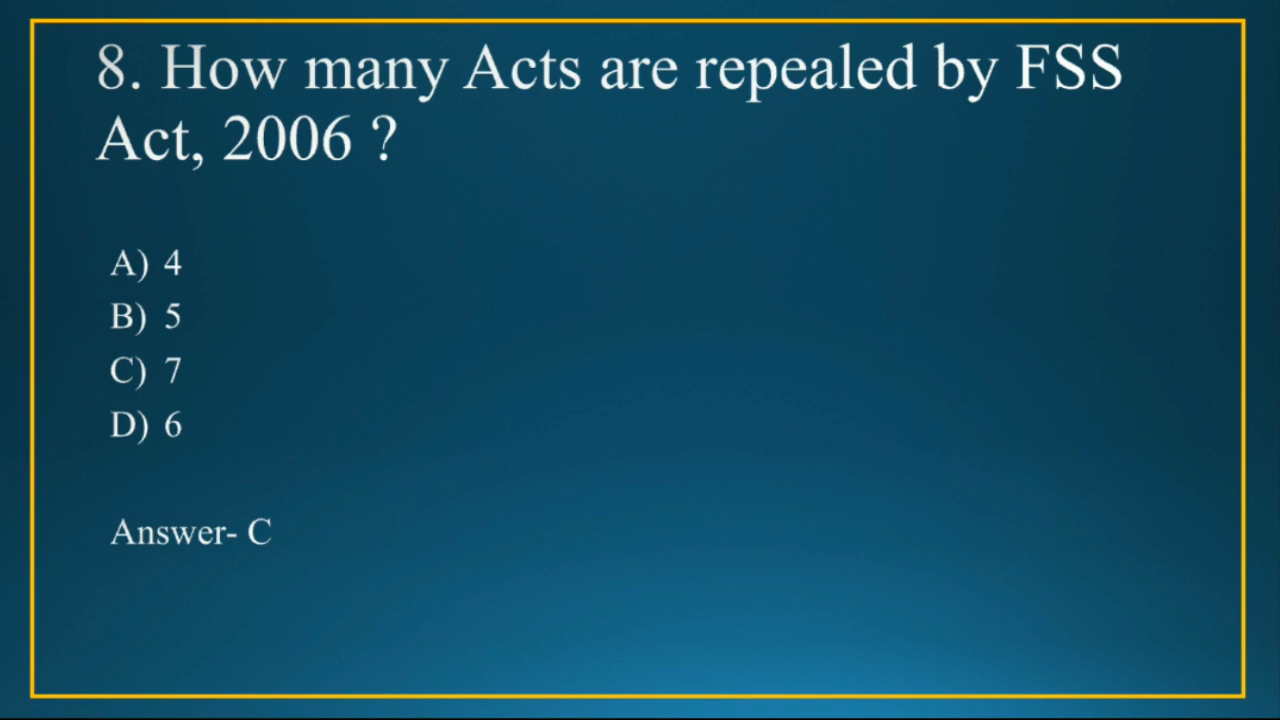 8. How many Acts are repealed by FSS
Act, 2006 ?
A) 4
B) 5
C) 7
D) 6
Answer- C